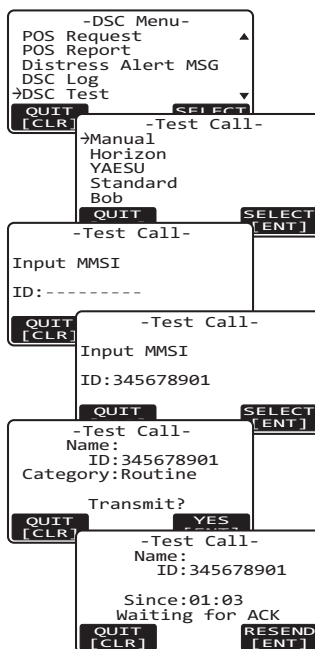 -DSC Menu-
POS Request ▲
POS Report
Distress Alert MSG
DSC Log
→DSC Test ▼
QUIT SELECT
[CLR]
-Test Call-
→Manual
Horizon
YAESU
Standard
Bob
QUIT SELECT
[ENT]
-Test Call-
Input MMSI
ID:---------
QUIT
[CLR]
-Test Call-
Input MMSI
ID:345678901
QUIT SELECT
[ENT]
-Test Call-
Name:
ID:345678901
Category:Routine
Transmit?
QUIT YES
[CLR]
-Test Call-
Name:
ID:345678901
Since:01:03
Waiting for ACK
QUIT RESEND
[CLR] [ENT]